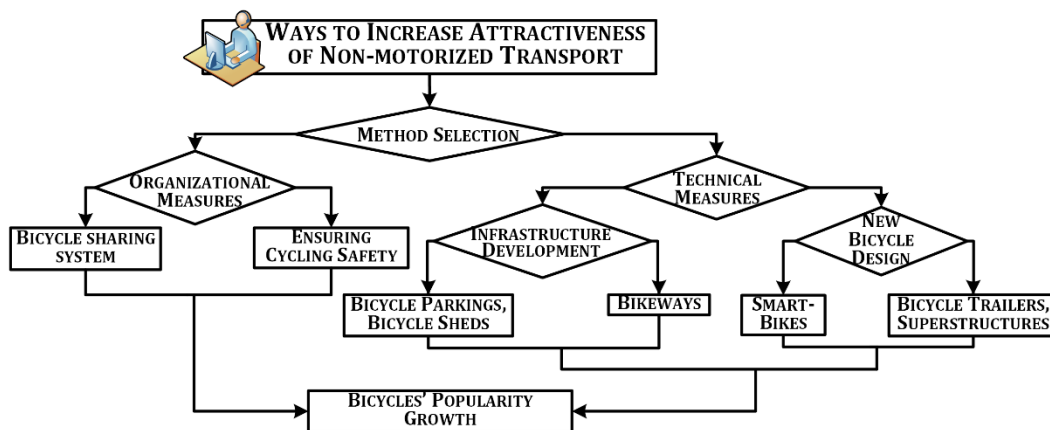 WAYS TO INCREASE ATTRACTIVENESS
OF NON-MOTORIZED TRANSPORT
METHOD SELECTION
ORGANIZATIONAL
MEASURES
TECHNICAL
MEASURES
BICYCLE SHARING
SYSTEM
ENSURING
CYCLING SAFETY
INFRASTRUCTURE
DEVELOPMENT
NEW
BICYCLE
DESIGN
BICYCLE PARKINGS,
BICYCLE SHEDS
BIKEWAYS
SMART-
BIKES
BICYCLE TRAILERS,
SUPERSTRUCTURES
BICYCLES' POPULARITY
GROWTH